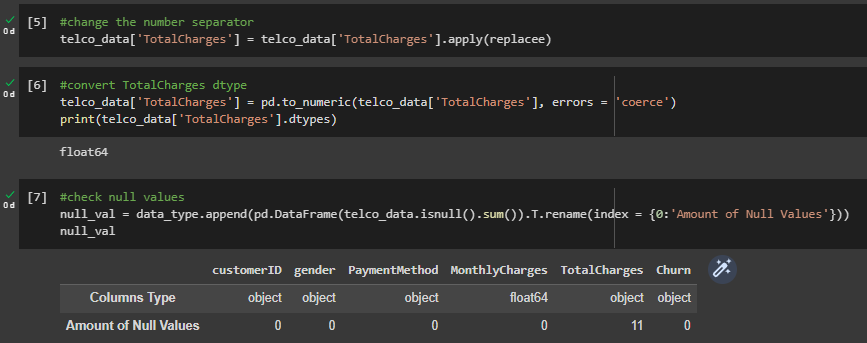 [5] #change the number separator
0 d telco_data['TotalCharges'] = telco_data['TotalCharges'].apply(replacee)
[6] #convert TotalCharges dtype
0 d telco_data['TotalCharges'] = pd.to_numeric(telco_data['TotalCharges'], errors = 'coerce')
print(telco_data['TotalCharges'].dtypes)
float64
[7] #check null values
0 d null_val = data_type.append(pd.DataFrame(telco_data.isnull().sum()).T.rename(index = {0:'Amount of Null Values'}))
null_val
customerID gender PaymentMethod MonthlyCharges TotalCharges Churn
Columns Type object object object float64 object object
Amount of Null Values 0 0 0 0 11 0